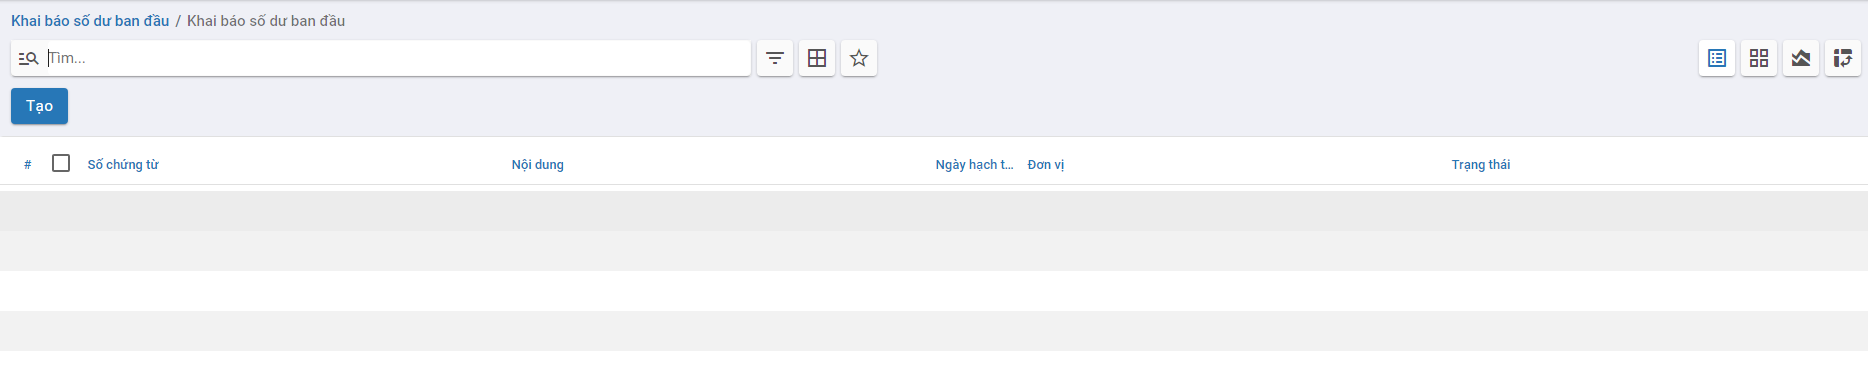 Khai báo số dư ban đầu / Khai báo số dư ban đầu
Tìm...
Tạo
# Số chứng từ Nội dung Ngày hạch t... Đơn vị Trạng thái